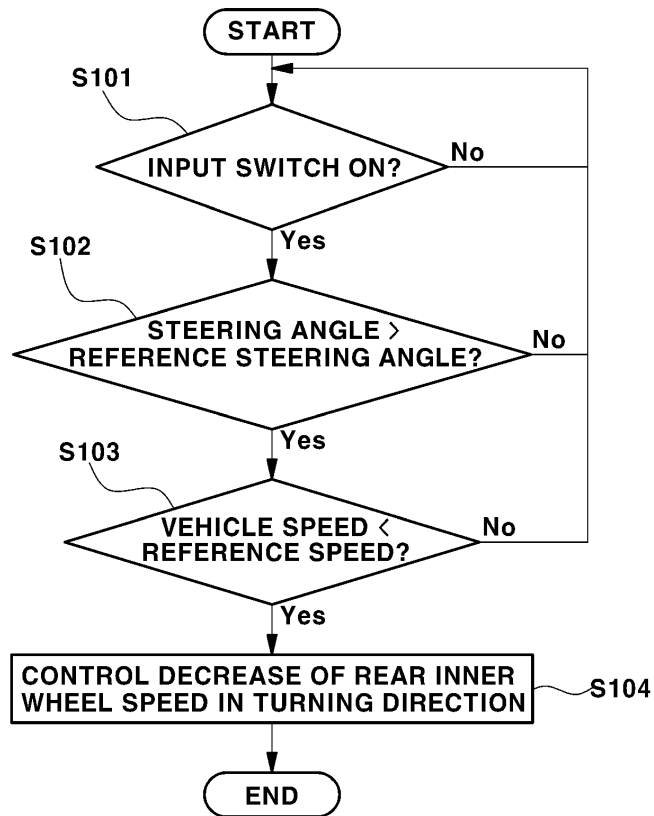 START
S101
INPUT SWITCH ON?
No
Yes
S102
STEERING ANGLE >
REFERENCE STEERING ANGLE?
No
Yes
S103
VEHICLE SPEED <
REFERENCE SPEED?
No
Yes
CONTROL DECREASE OF REAR INNER
WHEEL SPEED IN TURNING DIRECTION
S104
END